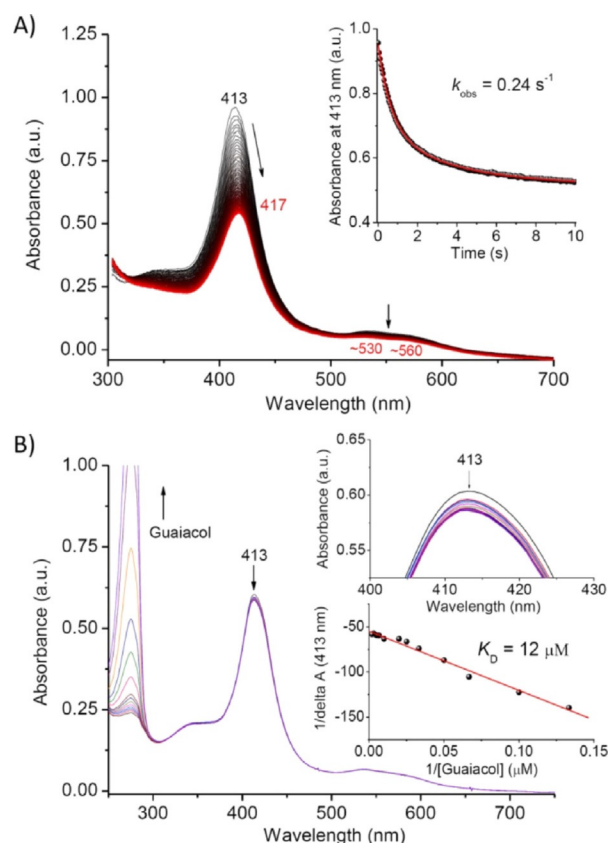 A)
413
417
~530 ~560
1.25
1.00
0.75
0.50
0.25
0.00
Absorbance (a.u.)
300 400 500 600 700
Wavelength (nm)
kobs = 0.24 s-1
1.0
0.8
0.6
0.4
Absorbance at 413 nm (a.u.)
0 2 4 6 8 10
Time (s)
B)
Guaiacol
413
1.00
0.75
0.50
0.25
0.00
Absorbance (a.u.)
300 400 500 600 700
Wavelength (nm)
413
0.65
0.60
0.55
Absorbance (a.u.)
400 410 420 430
Wavelength (nm)
KD = 12 μM
-50
-100
-150
1/delta A (413 nm)
0.00 0.05 0.10 0.15
1/[Guaiacol] (μM)